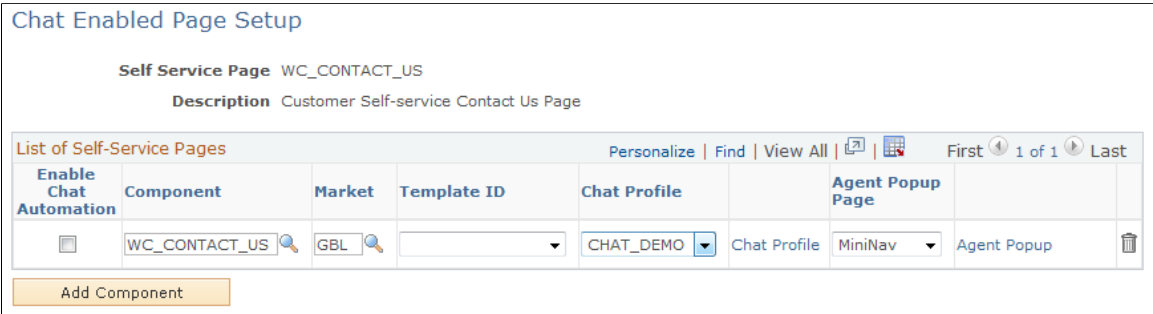 Chat Enabled Page Setup
Self Service Page WC_CONTACT_US
Description Customer Self-service Contact Us Page
List of Self-Service Pages Personalize | Find | View All | | First 1 of 1 Last
Enable Chat Automation Component Market Template ID Chat Profile Agent Popup Page
WC_CONTACT_US GBL CHAT_DEMO Chat Profile MiniNav Agent Popup
Add Component